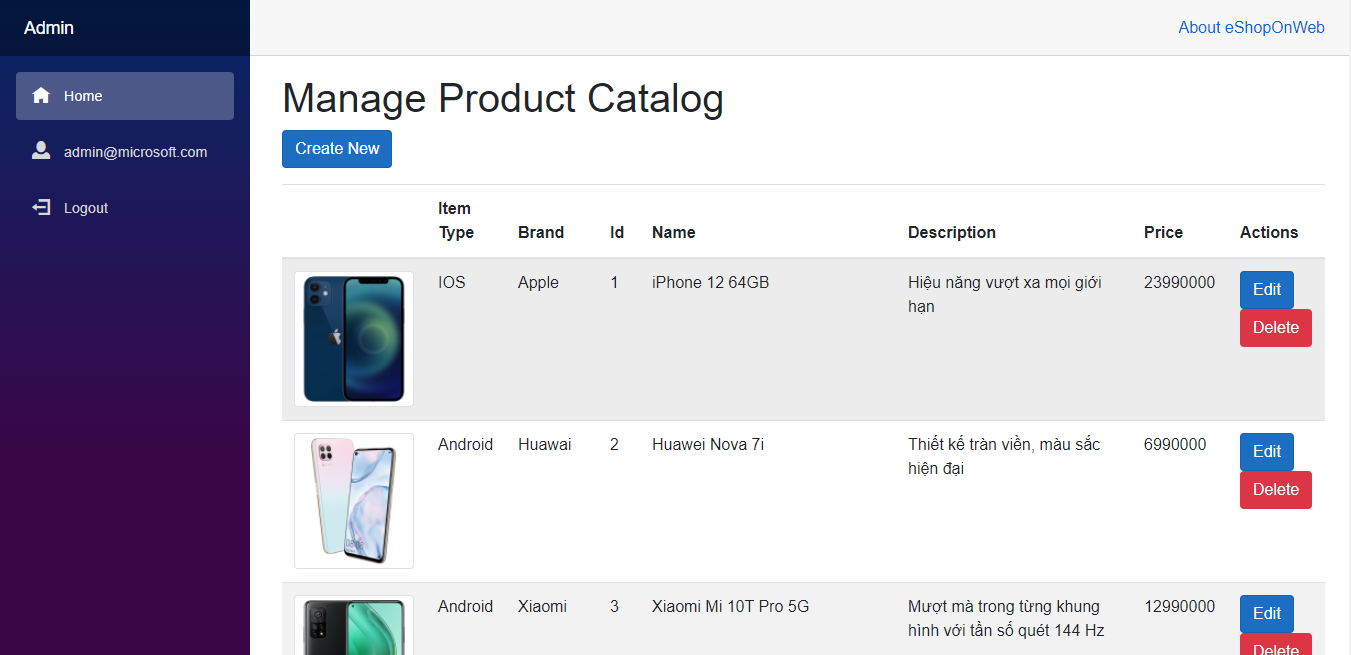 Admin
About eShopOnWeb
Home
admin@microsoft.com
Logout
Manage Product Catalog
Create New
Item
Type Brand Id Name Description Price Actions
IOS Apple 1 iPhone 12 64GB Hiệu năng vượt xa mọi giới 23990000 Edit
hạn
Delete
Android Huawai 2 Huawei Nova 7i Thiết kế tràn viền, màu sắc 6990000 Edit
hiện đại
Delete
Android Xiaomi 3 Xiaomi Mi 10T Pro 5G Mượt mà trong từng khung 12990000 Edit
hình với tần số quét 144 Hz
Delete